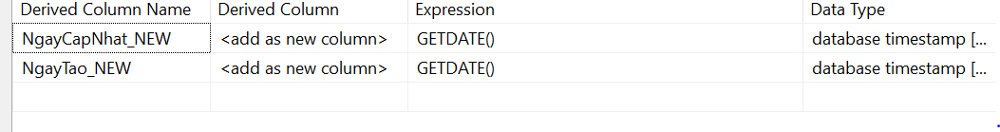 Derived Column Name Derived Column Expression Data Type
NgayCapNhat_NEW <add as new column> GETDATE() database timestamp [...
NgayTao_NEW <add as new column> GETDATE() database timestamp [...